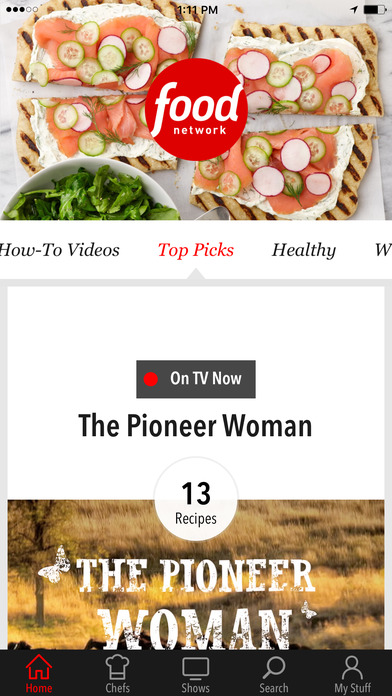 1:11 PM
food
network
How-To Videos Top Picks Healthy W
On TV Now
The Pioneer Woman
13
Recipes
THE PIONEER
WOMAN
Home Chefs Shows Search My Stuff